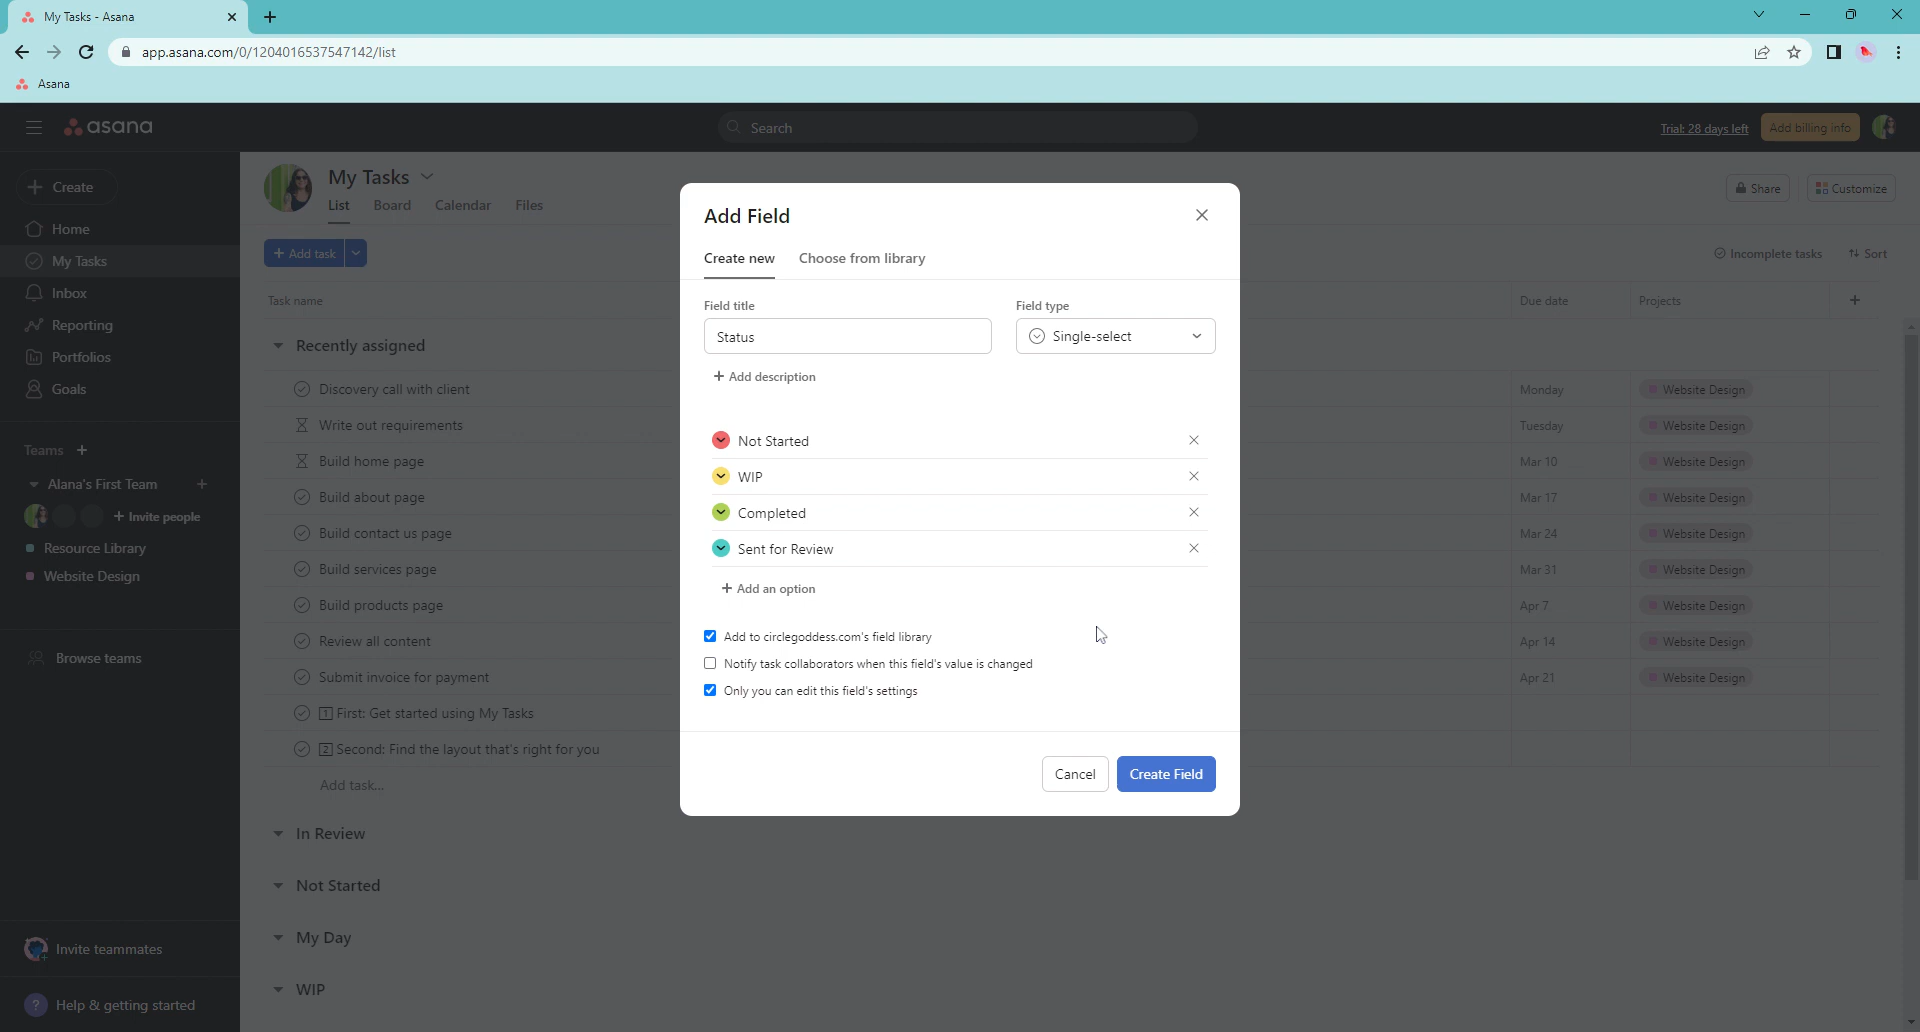 My Tasks - Asana
app.asana.com/0/1204016537547142/list
Asana
asana
Search
Trial: 28 days left
Add billing info
Create
Home
My Tasks
Inbox
Reporting
Portfolios
Goals
Teams
Alana's First Team
Invite people
Resource Library
Website Design
Browse teams
Invite teammates
? Help & getting started
My Tasks
List Board Calendar Files
Share
Customize
Add task
Incomplete tasks
Sort
Task name
Due date
Projects
Recently assigned
Discovery call with client Monday Website Design
Write out requirements Tuesday Website Design
Build home page Mar 10 Website Design
Build about page Mar 17 Website Design
Build contact us page Mar 24 Website Design
Build services page Mar 31 Website Design
Build products page Apr 7 Website Design
Review all content Apr 14 Website Design
Submit invoice for payment Apr 21 Website Design
1 First: Get started using My Tasks
2 Second: Find the layout that's right for you
Add task...
In Review
Not Started
My Day
WIP
Add Field
Create new Choose from library
Field title Field type
Status Single-select
+ Add description
Not Started
WIP
Completed
Sent for Review
+ Add an option
Add to circlegoddess.com's field library
Notify task collaborators when this field's value is changed
Only you can edit this field's settings
Cancel Create Field